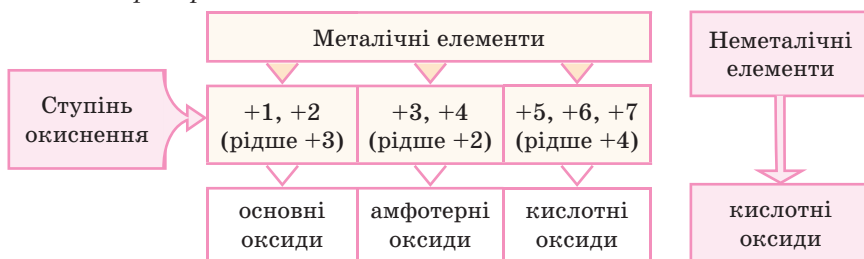 Металічні елементи
Неметалічні
елементи
Ступінь
окиснення
+1, +2
(рідше +3)
+3, +4
(рідше +2)
+5, +6, +7
(рідше +4)
основні
оксиди
амфотерні
оксиди
кислотні
оксиди
кислотні
оксиди